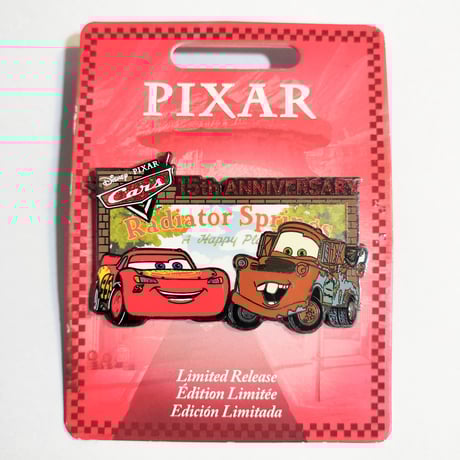 PIXAR
Disney • PIXAR
Cars
15th ANNIVERSARY
Radiator Springs
A Happy Pl
Limited Release
Édition Limitée
Edición Limitada